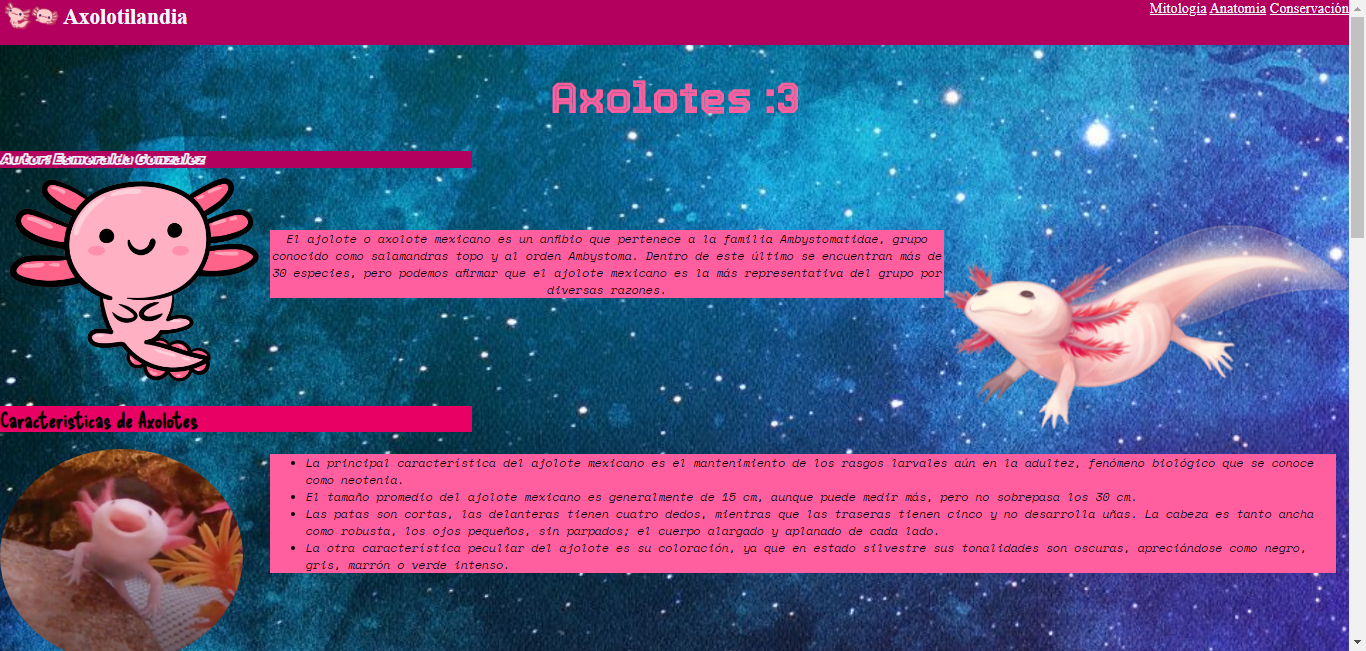 Axolotilandia
Mitologia Anatomia Conservación
Axolotes :3
Autor: Esmeralda Gonzalez
El ajolote o axolote mexicano es un anfibio que pertenece a la familia Ambystomatidae, grupo
conocido como salamandras topo y al orden Ambystoma. Dentro de este último se encuentran más de
30 especies, pero podemos afirmar que el ajolote mexicano es la más representativa del grupo por
diversas razones.
Caracteristicas de Axolotes
La principal característica del ajolote mexicano es el mantenimiento de los rasgos larvales aún en la adultez, fenómeno biológico que se conoce
como neotenia.
El tamaño promedio del ajolote mexicano es generalmente de 15 cm, aunque puede medir más, pero no sobrepasa los 30 cm.
Las patas son cortas, las delanteras tienen cuatro dedos, mientras que las traseras tienen cinco y no desarrolla uñas. La cabeza es tanto ancha
como robusta, los ojos pequeños, sin parpados; el cuerpo alargado y aplanado de cada lado.
La otra característica peculiar del ajolote es su coloración, ya que en estado silvestre sus tonalidades son oscuras, apreciándose como negro,
gris, marrón o verde intenso.